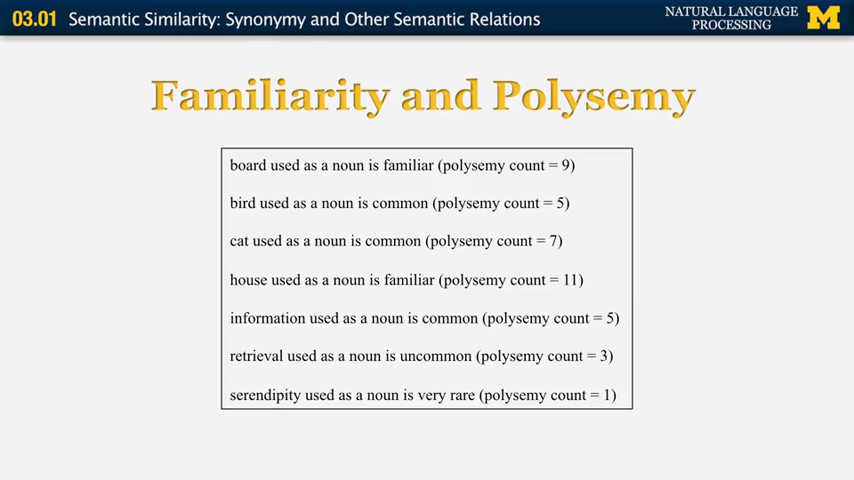 03.01 Semantic Similarity: Synonymy and Other Semantic Relations
NATURAL LANGUAGE
PROCESSING
M
Familiarity and Polysemy
board used as a noun is familiar (polysemy count = 9)
bird used as a noun is common (polysemy count = 5)
cat used as a noun is common (polysemy count = 7)
house used as a noun is familiar (polysemy count = 11)
information used as a noun is common (polysemy count = 5)
retrieval used as a noun is uncommon (polysemy count = 3)
serendipity used as a noun is very rare (polysemy count = 1)